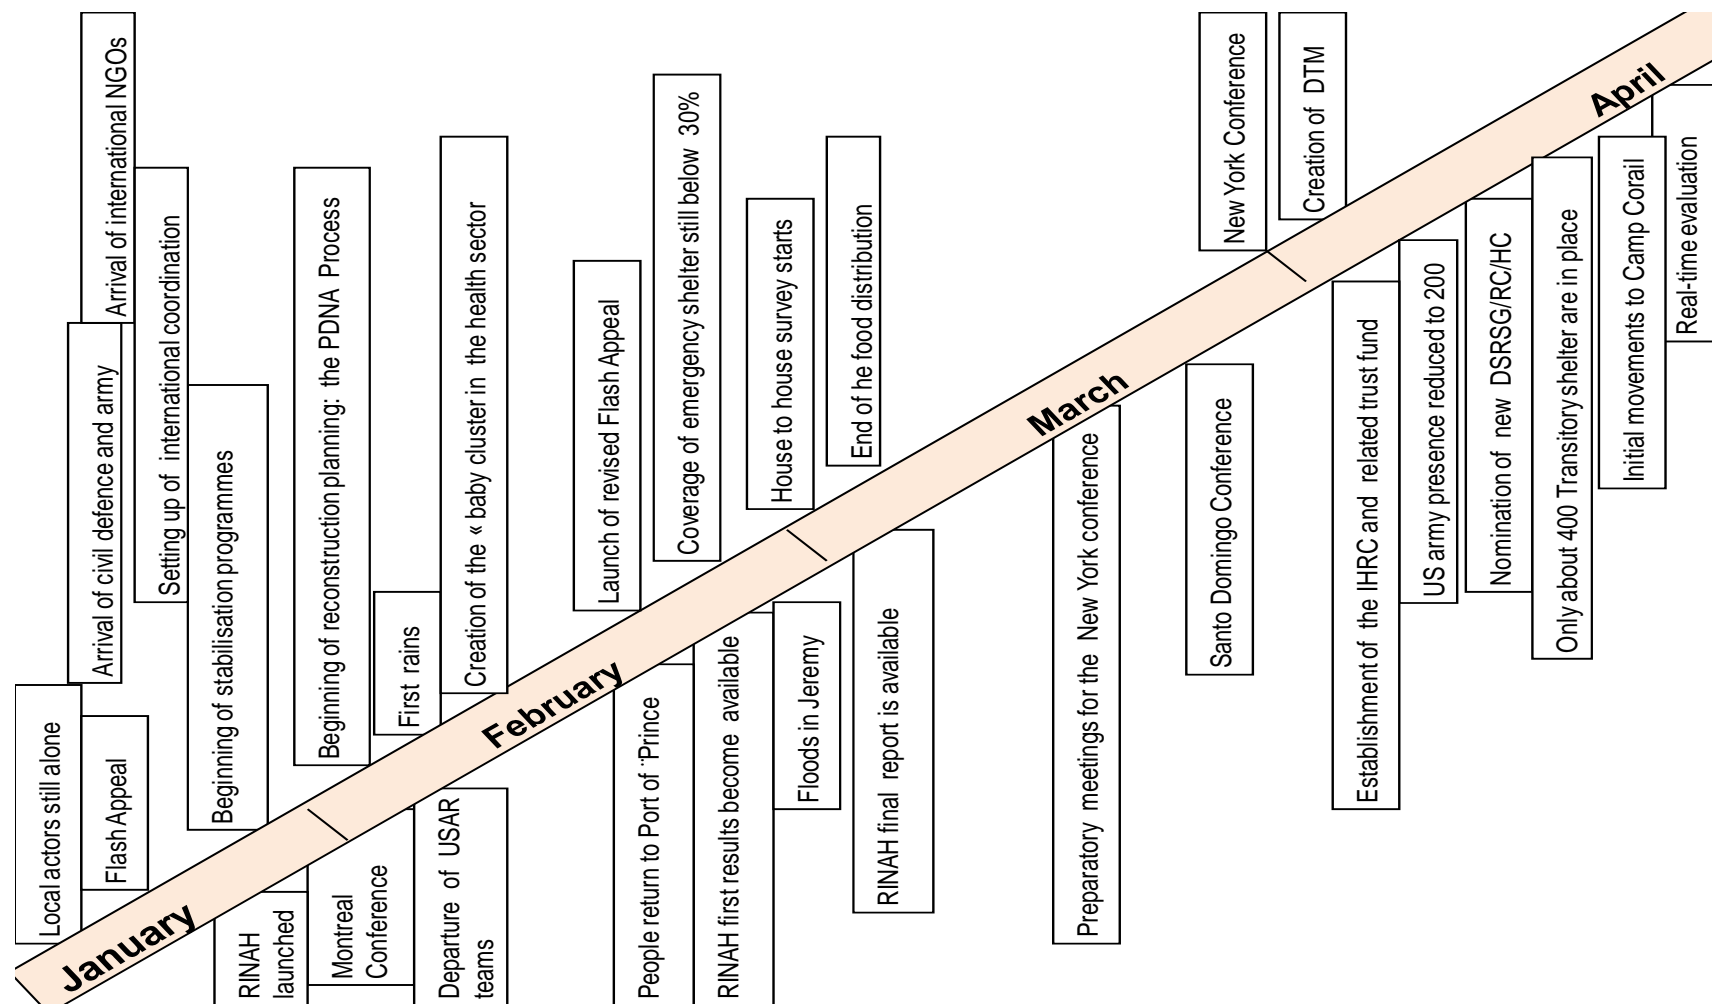 Local actors still alone
Arrival of civil defence and army
Arrival of international NGOs
Flash Appeal
Setting up of international coordination
Beginning of stabilisation programmes
Beginning of reconstruction planning: the PDNA Process
First rains
Creation of the « baby cluster in the health sector
Launch of revised Flash Appeal
Coverage of emergency shelter still below 30%
House to house survey starts
End of he food distribution
New York Conference
Creation of DTM
January
February
March
April
RINAH
launched
Montreal
Conference
Departure of USAR
teams
People return to Port of ¨Prince
RINAH first results become available
Floods in Jeremy
RINAH final report is available
Preparatory meetings for the New York conference
Santo Domingo Conference
Establishment of the IHRC and related trust fund
US army presence reduced to 200
Nomination of new DSRSG/RC/HC
Only about 400 Transitory shelter are in place
Initial movements to Camp Corail
Real-time evaluation